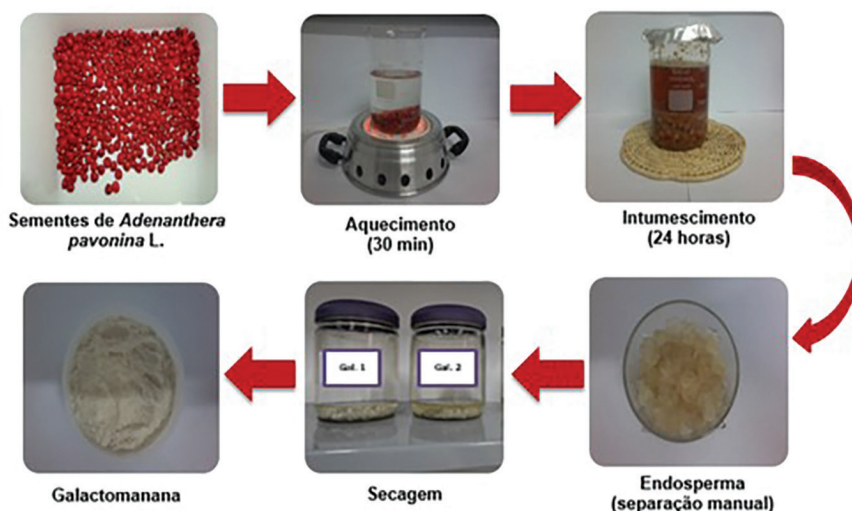 Sementes de Adenanthera
pavonina L.
Aquecimento
(30 min)
Intumescimento
(24 horas)
Galactomanana
Gal. 1
Gal. 2
Secagem
Endosperma
(separação manual)